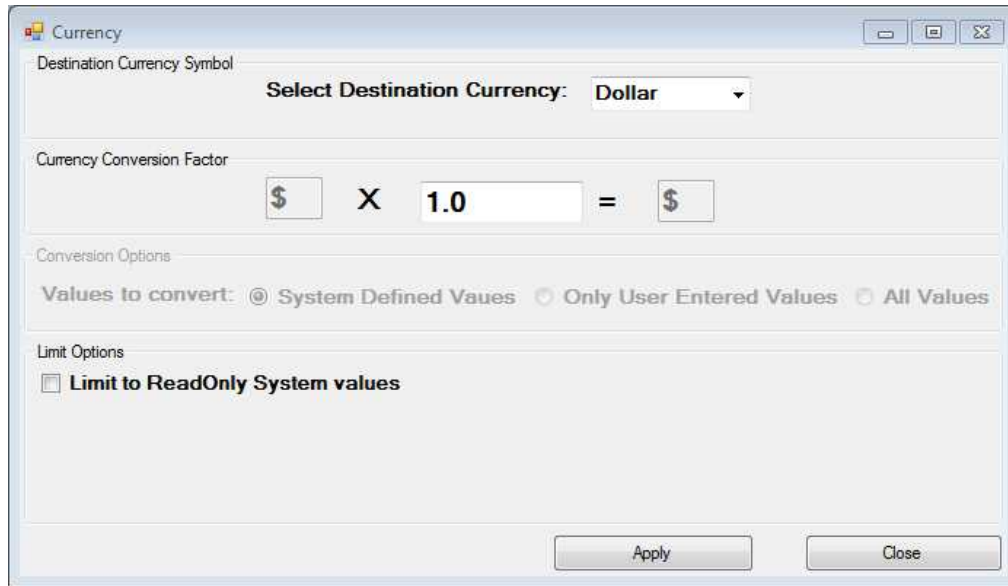 Currency
Destination Currency Symbol
Select Destination Currency: Dollar
Currency Conversion Factor
$ X 1.0 = $
Conversion Options
Values to convert: System Defined Vaues Only User Entered Values All Values
Limit Options
Limit to ReadOnly System values
Apply Close